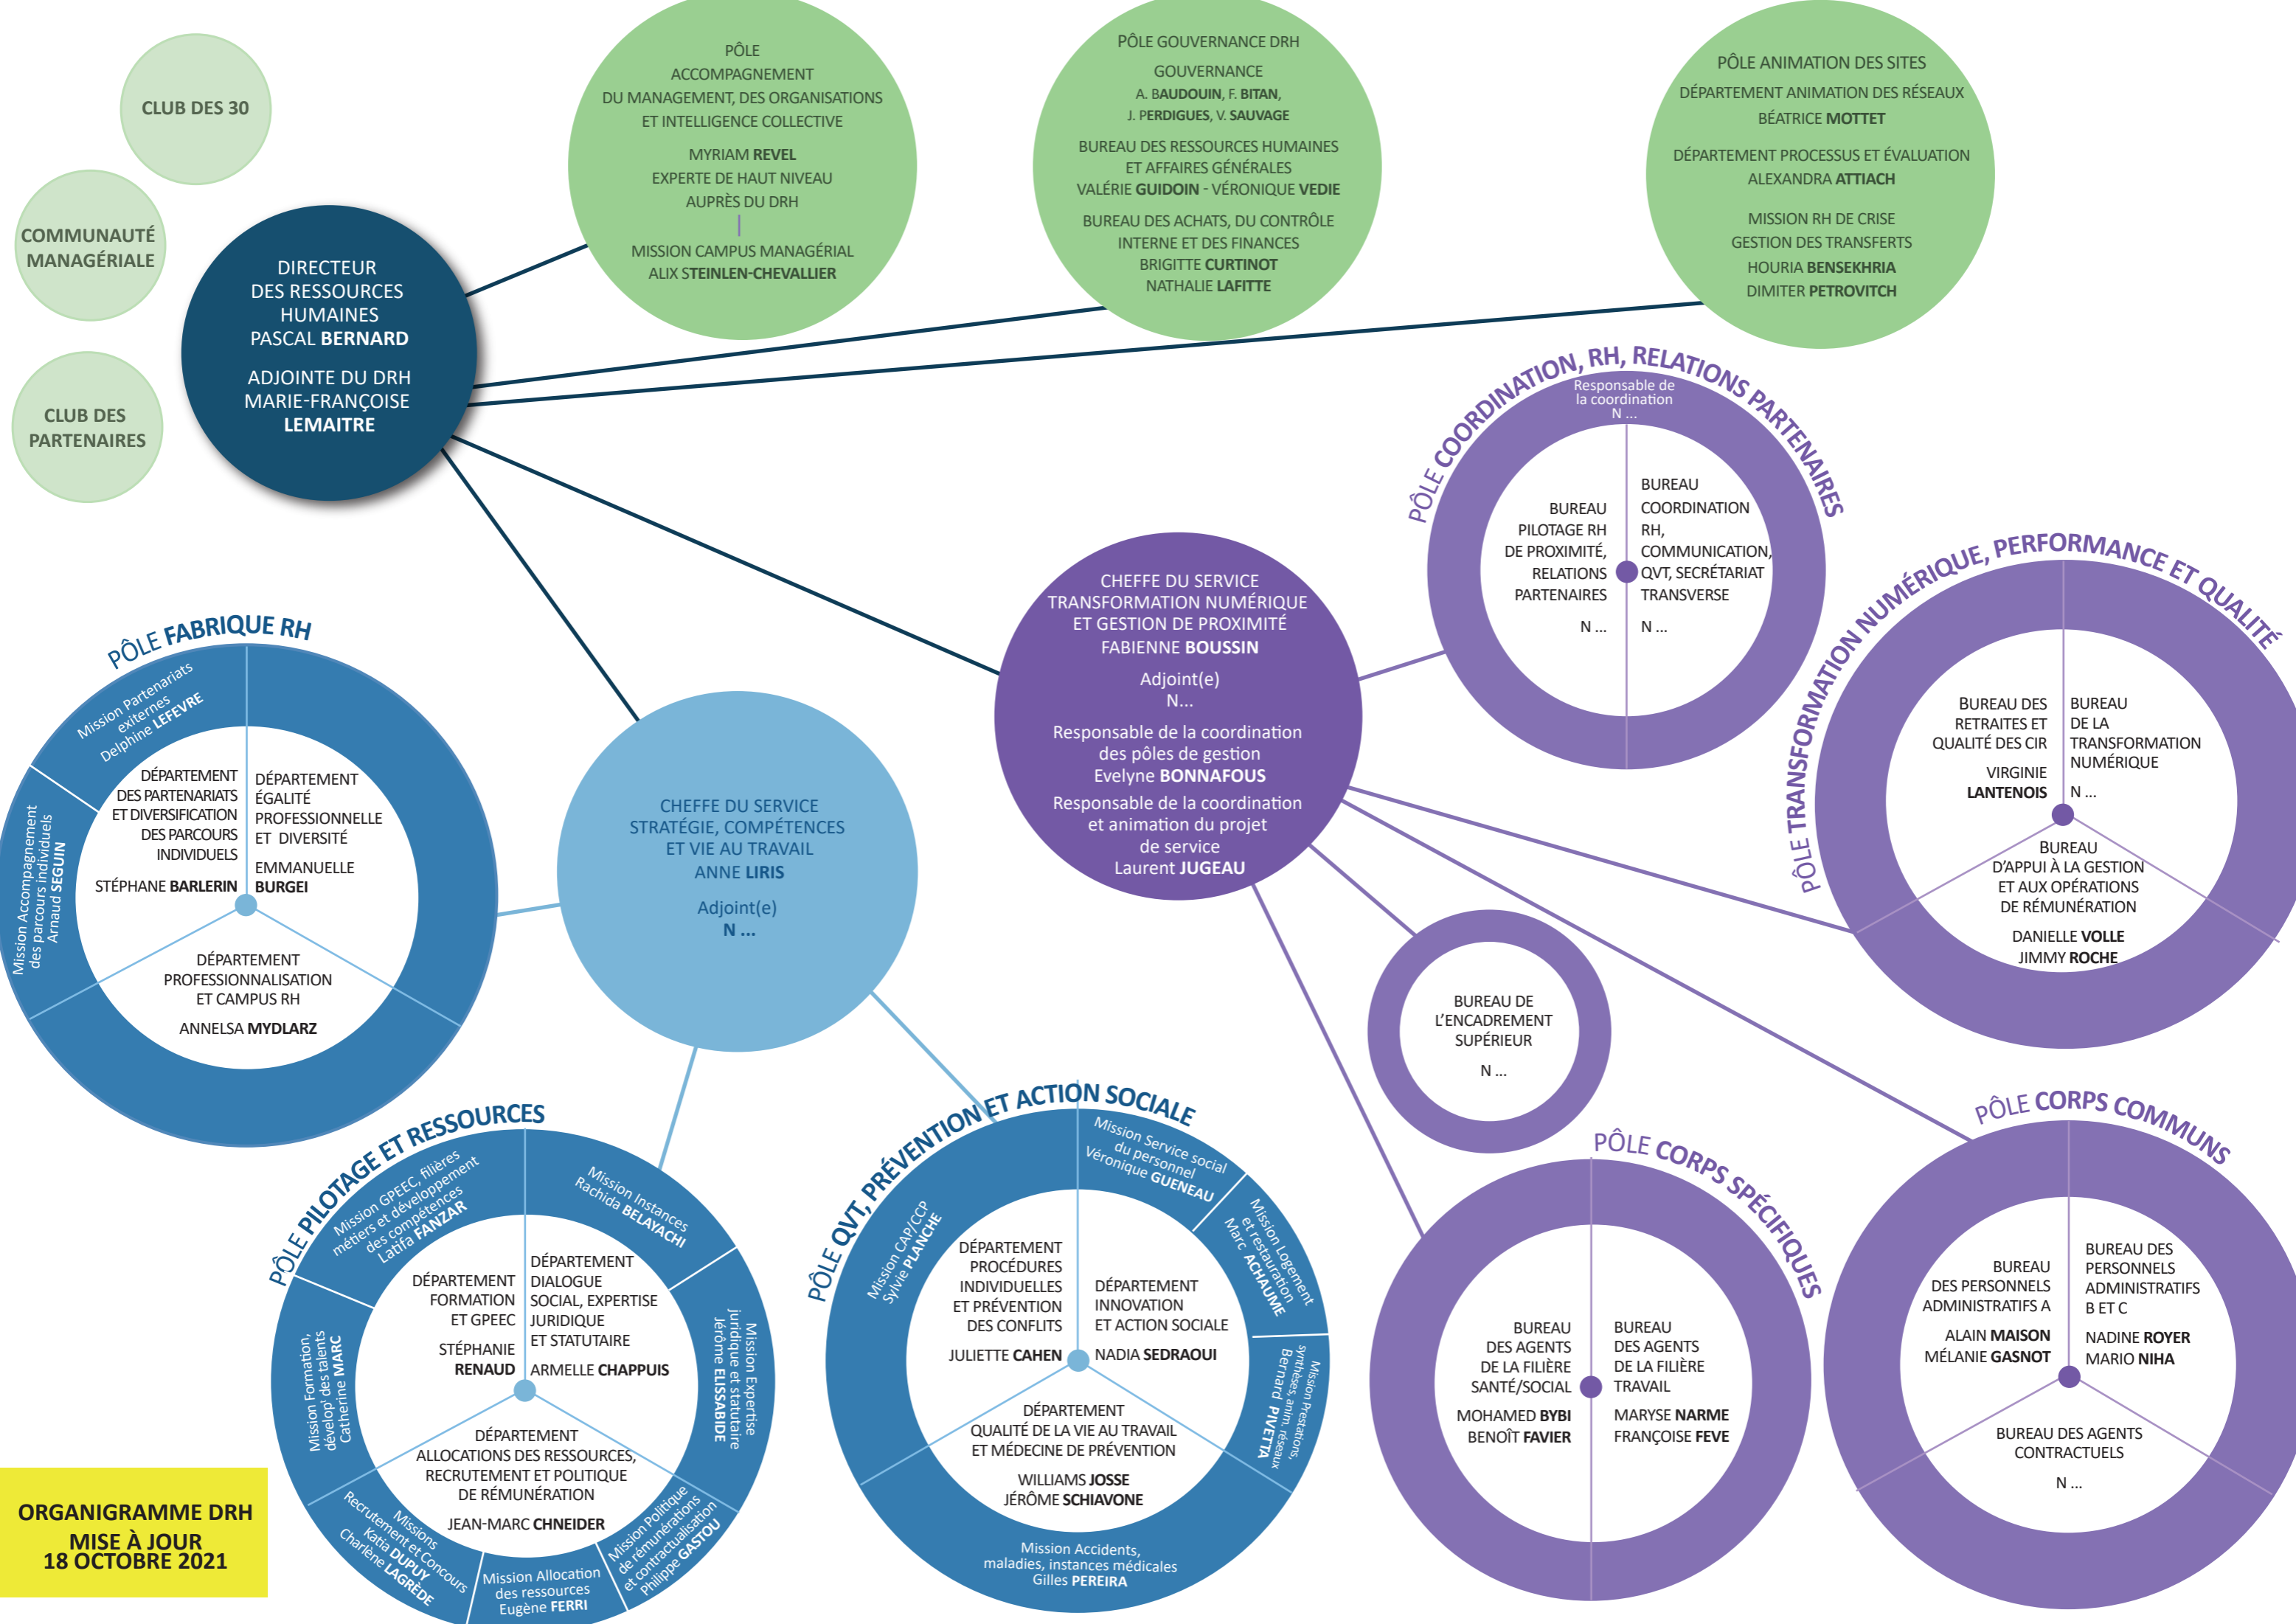 CLUB DES 30
COMMUNAUTÉ
MANAGÉRIALE
CLUB DES
PARTENAIRES
DIRECTEUR
DES RESSOURCES
HUMAINES
PASCAL BERNARD
ADJOINTE DU DRH
MARIE-FRANÇOISE
LEMAITRE
PÔLE
ACCOMPAGNEMENT
DU MANAGEMENT, DES ORGANISATIONS
ET INTELLIGENCE COLLECTIVE
MYRIAM REVEL
EXPERTE DE HAUT NIVEAU
AUPRÈS DU DRH
MISSION CAMPUS MANAGÉRIAL
ALIX STEINLEN-CHEVALLIER
PÔLE GOUVERNANCE DRH
GOUVERNANCE
A. BAUDOUIN, F. BITAN,
J. PERDIGUES, V. SAUVAGE
BUREAU DES RESSOURCES HUMAINES
ET AFFAIRES GÉNÉRALES
VALÉRIE GUIDOIN - VÉRONIQUE VEDIE
BUREAU DES ACHATS, DU CONTRÔLE
INTERNE ET DES FINANCES
BRIGITTE CURTINOT
NATHALIE LAFITTE
PÔLE ANIMATION DES SITES
DÉPARTEMENT ANIMATION DES RÉSEAUX
BÉATRICE MOTTET
DÉPARTEMENT PROCESSUS ET ÉVALUATION
ALEXANDRA ATTIACH
MISSION RH DE CRISE
GESTION DES TRANSFERTS
HOURIA BENSEKHRIA
DIMITER PETROVITCH
PÔLE COORDINATION, RH, RELATIONS PARTENAIRES
Responsable de
la coordination
N ...
BUREAU
PILOTAGE RH
DE PROXIMITÉ,
RELATIONS
PARTENAIRES
N ...
BUREAU
COORDINATION
RH,
COMMUNICATION,
QVT, SECRÉTARIAT
TRANSVERSE
N ...
PÔLE TRANSFORMATION NUMÉRIQUE, PERFORMANCE ET QUALITÉ
BUREAU DES
RETRAITES ET
QUALITÉ DES CIR
VIRGINIE
LANTENOIS
BUREAU
DE LA
TRANSFORMATION
NUMÉRIQUE
N ...
BUREAU
D'APPUI À LA GESTION
ET AUX OPÉRATIONS
DE RÉMUNÉRATION
DANIELLE VOLLE
JIMMY ROCHE
CHEFFE DU SERVICE
TRANSFORMATION NUMÉRIQUE
ET GESTION DE PROXIMITÉ
FABIENNE BOUSSIN
Adjoint(e)
N...
Responsable de la coordination
des pôles de gestion
Evelyne BONNAFOUS
Responsable de la coordination
et animation du projet
de service
Laurent JUGEAU
CHEFFE DU SERVICE
STRATÉGIE, COMPÉTENCES
ET VIE AU TRAVAIL
ANNE LIRIS
Adjoint(e)
N ...
PÔLE FABRIQUE RH
Mission Partenariats
exiternes
Delphine LEFEVRE
Mission Accompagnement
des parcours individuels
Arnaud SEGUIN
DÉPARTEMENT
DES PARTENARIATS
ET DIVERSIFICATION
DES PARCOURS
INDIVIDUELS
STÉPHANE BARLERIN
DÉPARTEMENT
ÉGALITÉ
PROFESSIONNELLE
ET DIVERSITÉ
EMMANUELLE
BURGEI
DÉPARTEMENT
PROFESSIONNALISATION
ET CAMPUS RH
ANNELSA MYDLARZ
BUREAU DE
L'ENCADREMENT
SUPÉRIEUR
N ...
PÔLE PILOTAGE ET RESSOURCES
Mission GPEEC, filières
métiers et développement
des compétences
Latifa FANZAR
Mission Instances
Rachida BELAYACHI
Mission Expertise
juridique et statutaire
Jérôme ELISSABIDE
Mission Formation,
dévelop' des talents
Catherine MARC
DÉPARTEMENT
FORMATION
ET GPEEC
STÉPHANIE
RENAUD
DÉPARTEMENT
DIALOGUE
SOCIAL, EXPERTISE
JURIDIQUE
ET STATUTAIRE
ARMELLE CHAPPUIS
DÉPARTEMENT
ALLOCATIONS DES RESSOURCES,
RECRUTEMENT ET POLITIQUE
DE RÉMUNÉRATION
JEAN-MARC CHNEIDER
Missions
Recrutement et Concours
Katia DUPUY
Charlène LAGRÈDE
Mission Allocation
des ressources
Eugène FERRI
Mission Politique
de rémunérations
et contractualisation
Philippe GASTOU
PÔLE QVT, PRÉVENTION ET ACTION SOCIALE
Mission CAP/CCP
Sylvie PLANCHE
Mission Service social
du personnel
Véronique GUENEAU
Mission Logement
et restauration
Marc ACHAUME
Mission Prestations,
synthèses, anim. réseaux
Bernard PIVETTA
DÉPARTEMENT
PROCÉDURES
INDIVIDUELLES
ET PRÉVENTION
DES CONFLITS
JULIETTE CAHEN
DÉPARTEMENT
INNOVATION
ET ACTION SOCIALE
NADIA SEDRAOUI
DÉPARTEMENT
QUALITÉ DE LA VIE AU TRAVAIL
ET MÉDECINE DE PRÉVENTION
WILLIAMS JOSSE
JÉRÔME SCHIAVONE
Mission Accidents,
maladies, instances médicales
Gilles PEREIRA
PÔLE CORPS SPÉCIFIQUES
BUREAU
DES AGENTS
DE LA FILIÈRE
SANTÉ/SOCIAL
MOHAMED BYBI
BENOÎT FAVIER
BUREAU
DES AGENTS
DE LA FILIÈRE
TRAVAIL
MARYSE NARME
FRANÇOISE FEVE
PÔLE CORPS COMMUNS
BUREAU
DES PERSONNELS
ADMINISTRATIFS A
ALAIN MAISON
MÉLANIE GASNOT
BUREAU DES
PERSONNELS
ADMINISTRATIFS
B ET C
NADINE ROYER
MARIO NIHA
BUREAU DES AGENTS
CONTRACTUELS
N ...
ORGANIGRAMME DRH
MISE À JOUR
18 OCTOBRE 2021